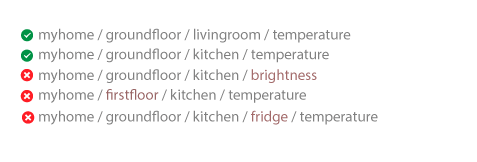 myhome / groundfloor / livingroom / temperature
myhome / groundfloor / kitchen / temperature
myhome / groundfloor / kitchen / brightness
myhome / firstfloor / kitchen / temperature
myhome / groundfloor / kitchen / fridge / temperature